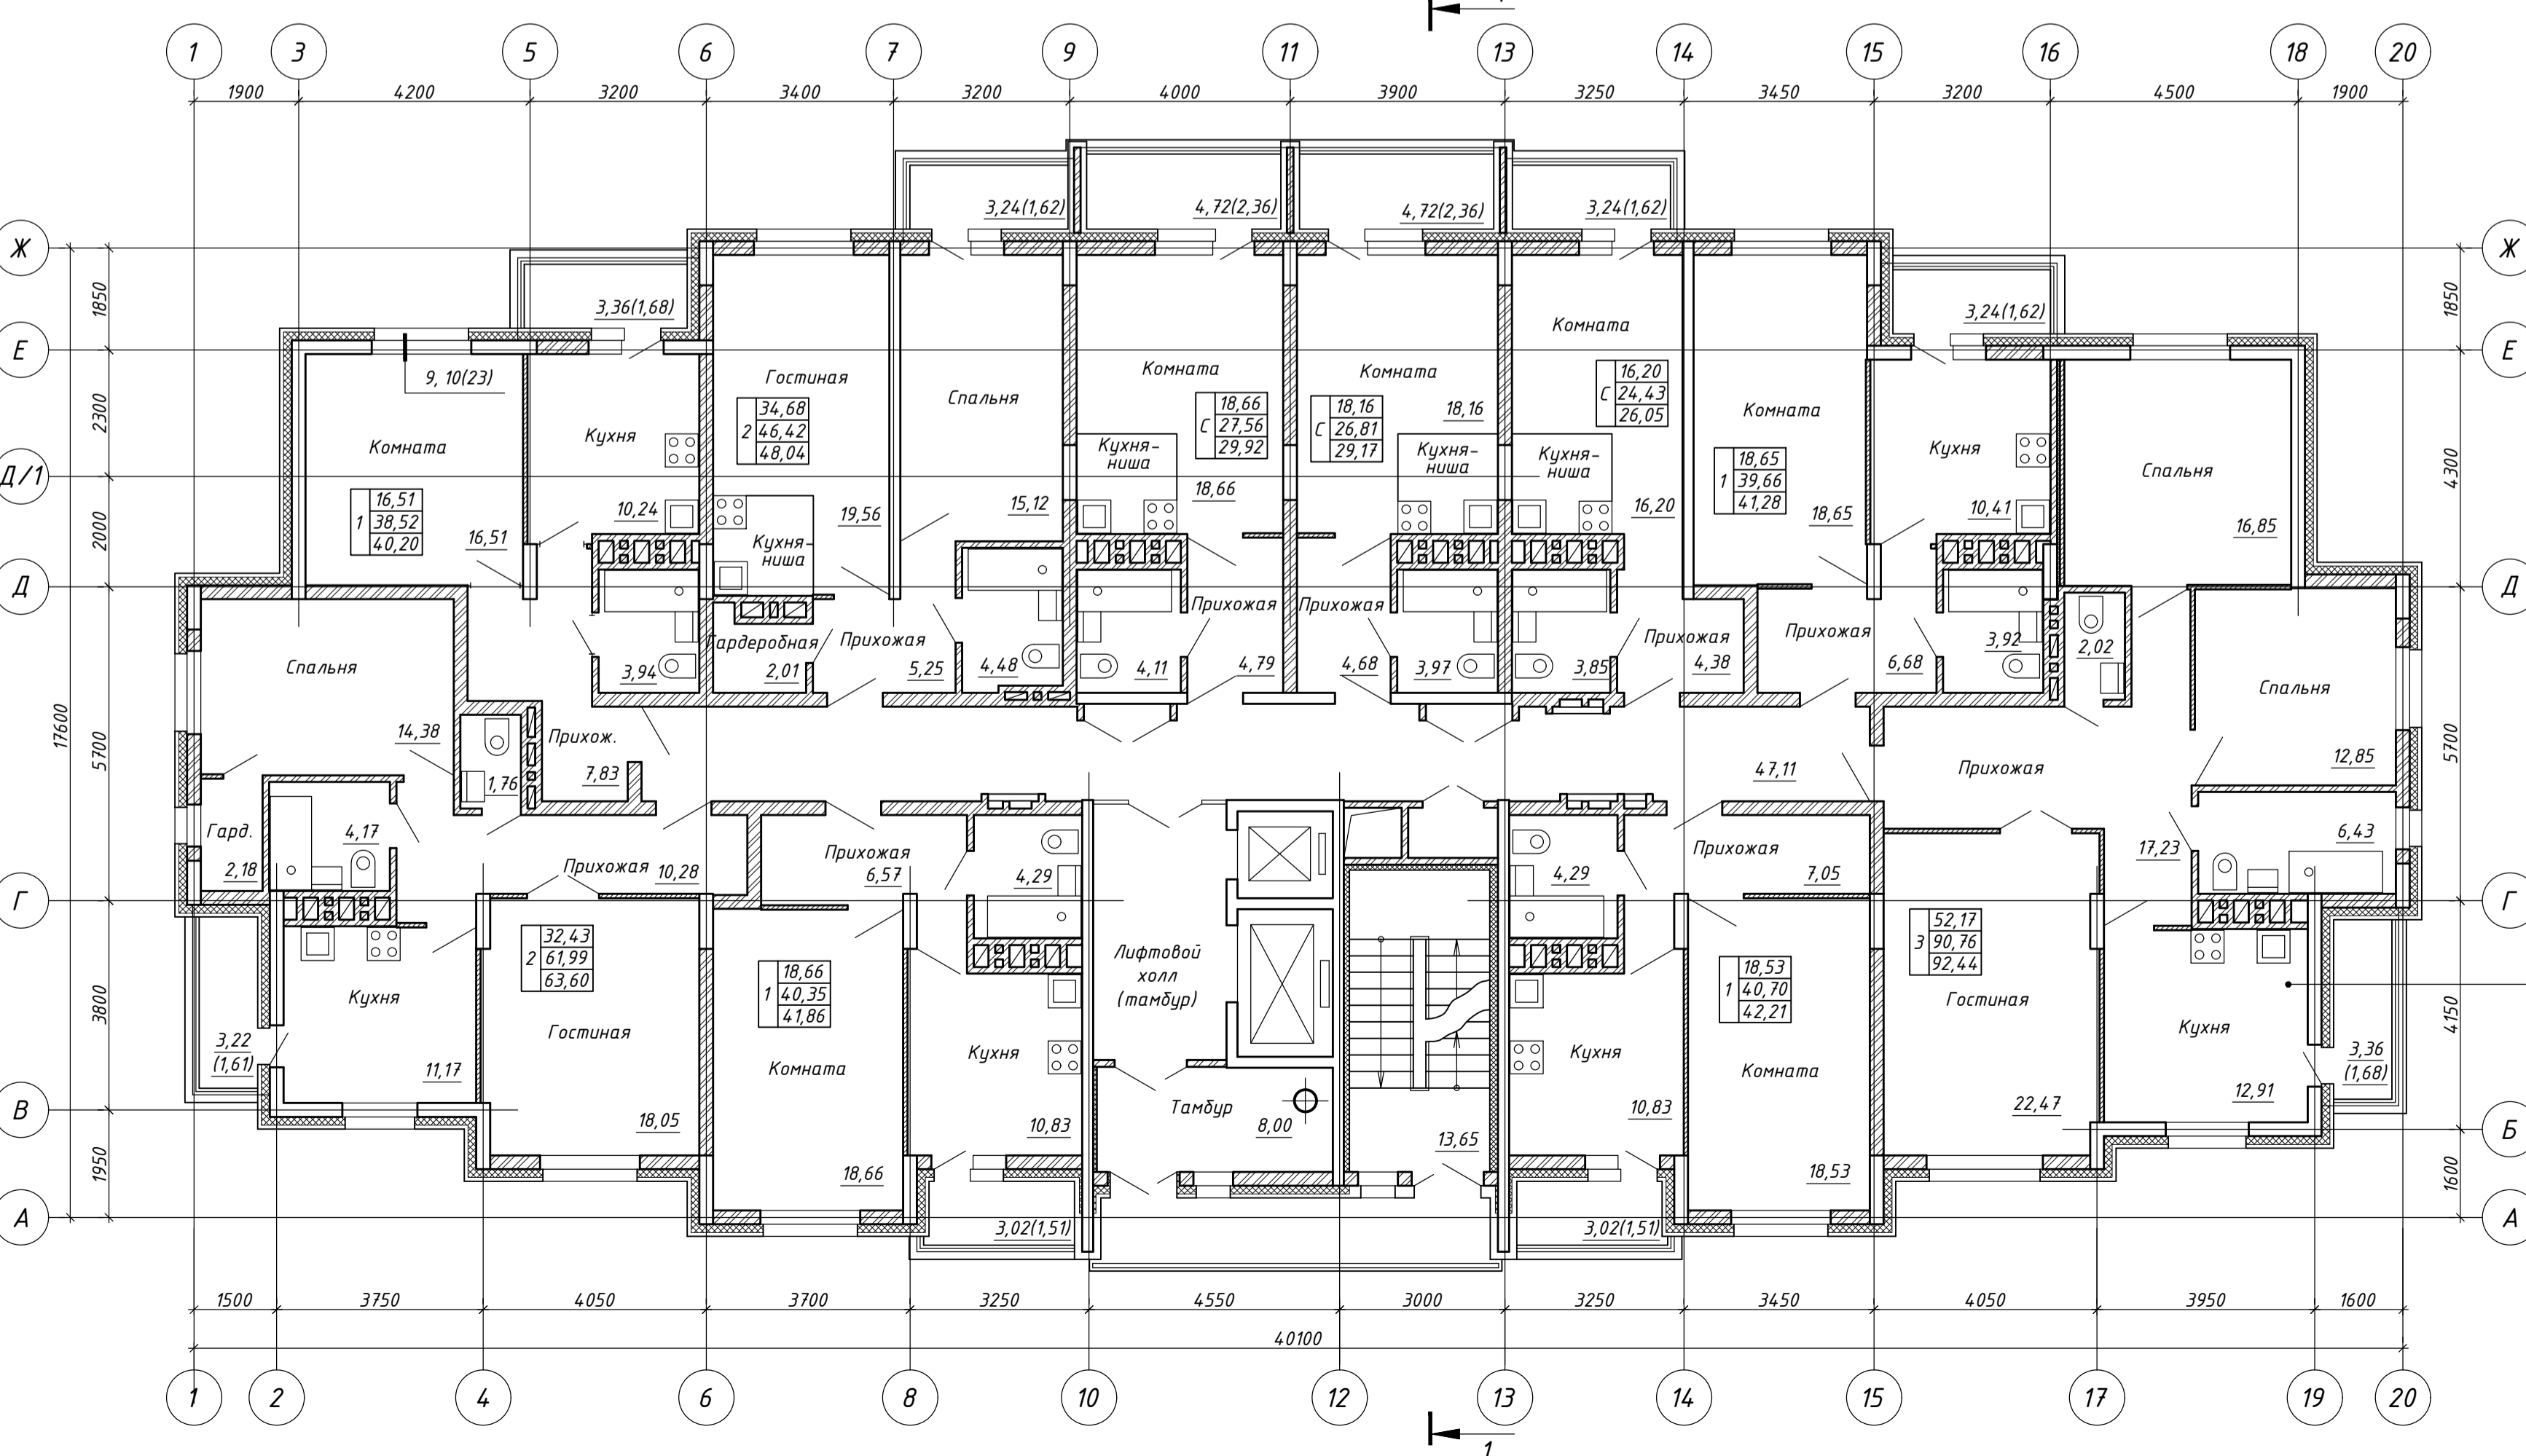 1 3 5 6 7 9 11 13 14 15 16 18 20
1900 4200 3200 3400 3200 4000 3900 3250 3450 3200 4500 1900
3,24(1,62) 4,72(2,36) 4,72(2,36) 3,24(1,62)
Ж Ж
1850 3,36(1,68) 3,24(1,62) 1850
Е Е
9, 10(23)
Комната
16,51
1 38,52
40,20
16,51
Кухня
10,24
3,94
Прихож.
7,83
Гостиная
34,68
2 46,42
48,04
19,56
Кухня-
ниша
Гардеробная
2,01
Прихожая
5,25
Спальня
15,12
4,48
Комната
18,66
С 27,56
29,92
Кухня-
ниша
18,66
Прихожая
4,11
4,79
Комната
18,16
С 26,81
29,17
18,16
Кухня-
ниша
Прихожая
4,68
3,97
Комната
16,20
С 24,43
26,05
Кухня-
ниша
16,20
Прихожая
3,85
4,38
Комната
18,65
1 39,66
41,28
18,65
Прихожая
6,68
Кухня
10,41
3,92
Спальня
16,85
2,02
Спальня
12,85
Прихожая
17,23
6,43
47,11
2300
Д/1
2000
Д Д
4300
17600
5700 5700
Спальня
14,38
1,76
Гард.
2,18
4,17
Прихожая
10,28
Прихожая
6,57
4,29
4,29
Прихожая
7,05
Г Г
Кухня
11,17
3,22
(1,61)
32,43
2 61,99
63,60
Гостиная
18,05
18,66
1 40,35
41,86
Комната
18,66
Кухня
10,83
Лифтовой
холл
(тамбур)
Тамбур
8,00
13,65
Кухня
10,83
18,53
1 40,70
42,21
Комната
18,53
52,17
3 90,76
92,44
Гостиная
22,47
Кухня
12,91
3,36
(1,68)
3800 4150
В Б
1950 1600
А А
3,02(1,51) 3,02(1,51)
1500 3750 4050 3700 3250 4550 3000 3250 3450 4050 3950 1600
40100
1 2 4 6 8 10 12 13 14 15 17 19 20
1